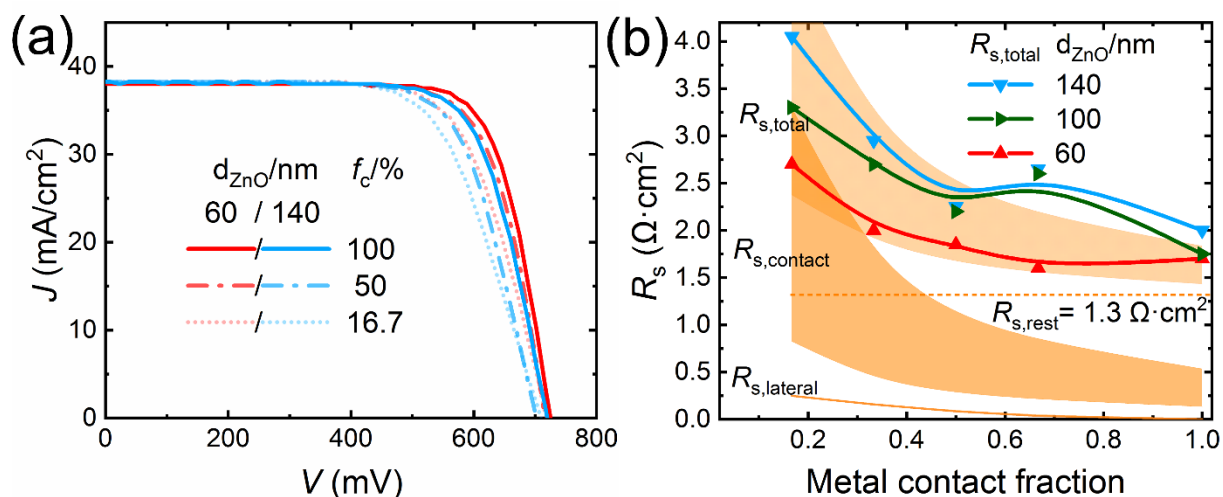 (a)
J (mA/cm²)
40
30
20
10
0
d_ZnO/nm f_c/%
60 / 140
/ 100
/ 50
/ 16.7
0 200 400 600 800
V (mV)
(b)
R_s (Ω·cm²)
4.0
3.5
3.0
2.5
2.0
1.5
1.0
0.5
0.0
R_s,total d_ZnO/nm
140
100
60
R_s,total
R_s,contact
R_s,rest = 1.3 Ω·cm²
R_s,lateral
0.2 0.4 0.6 0.8 1.0
Metal contact fraction